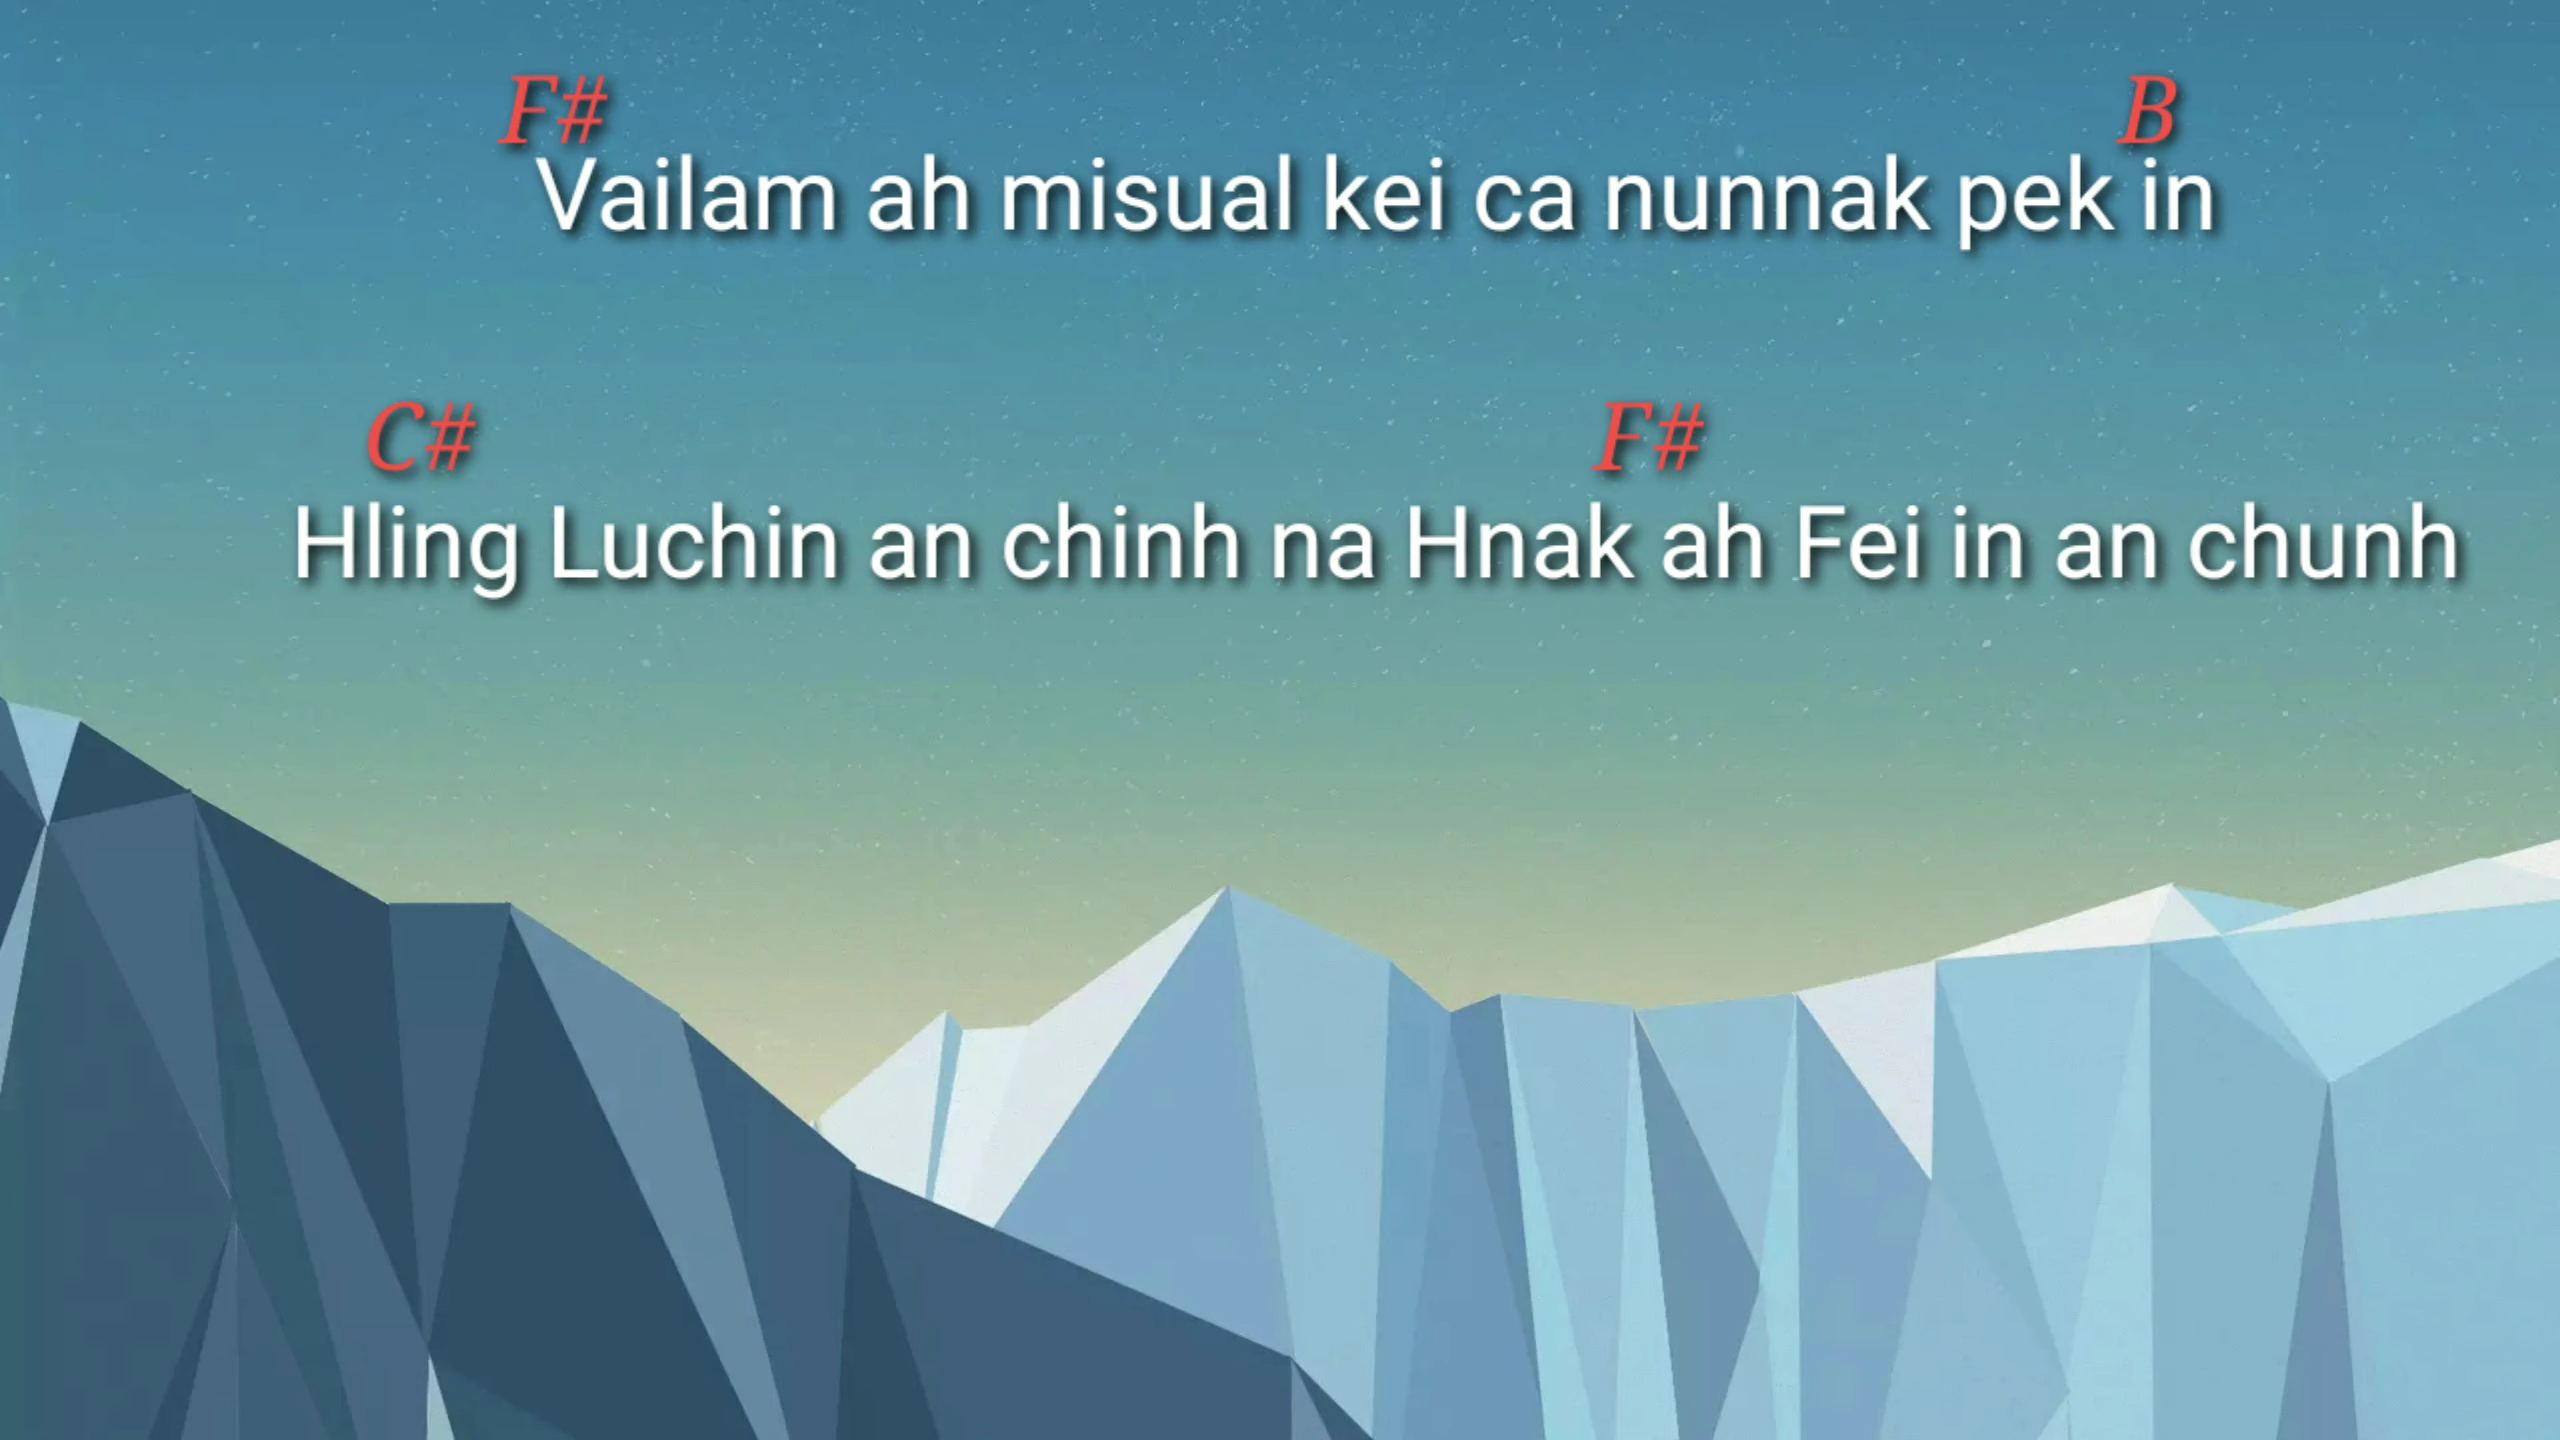 F# B
Vailam ah misual kei ca nunnak pek in
C# F#
Hling Luchin an chinh na Hnak ah Fei in an chunh